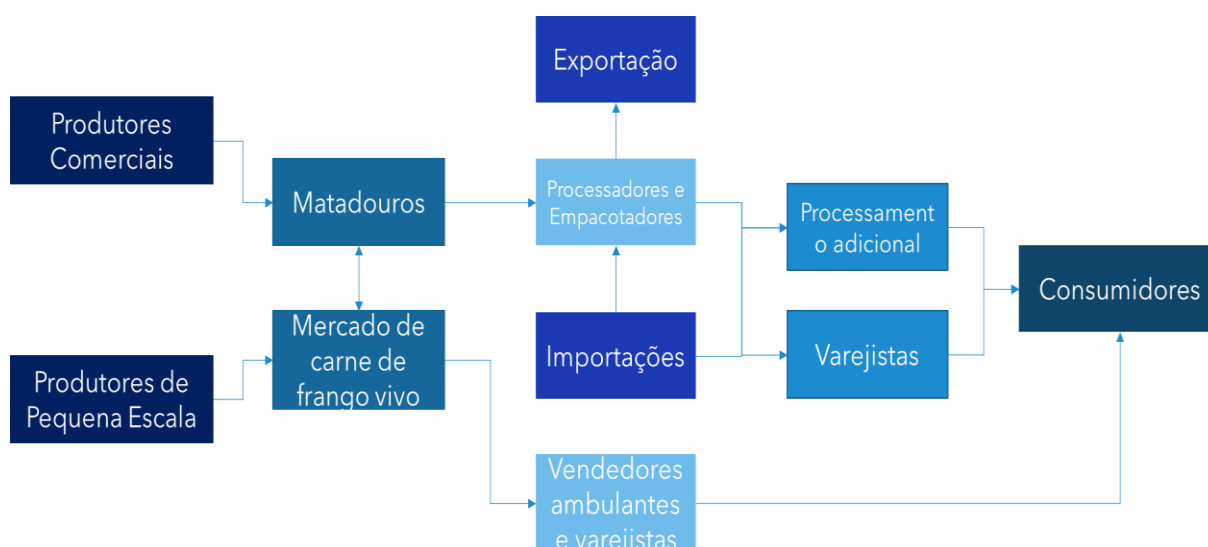 Exportação
Produtores
Comerciais
Matadouros
Processadores e
Empacotadores
Processament
o adicional
Consumidores
Mercado de
carne de
frango vivo
Importações
Varejistas
Produtores de
Pequena Escala
Vendedores
ambulantes
e varejistas